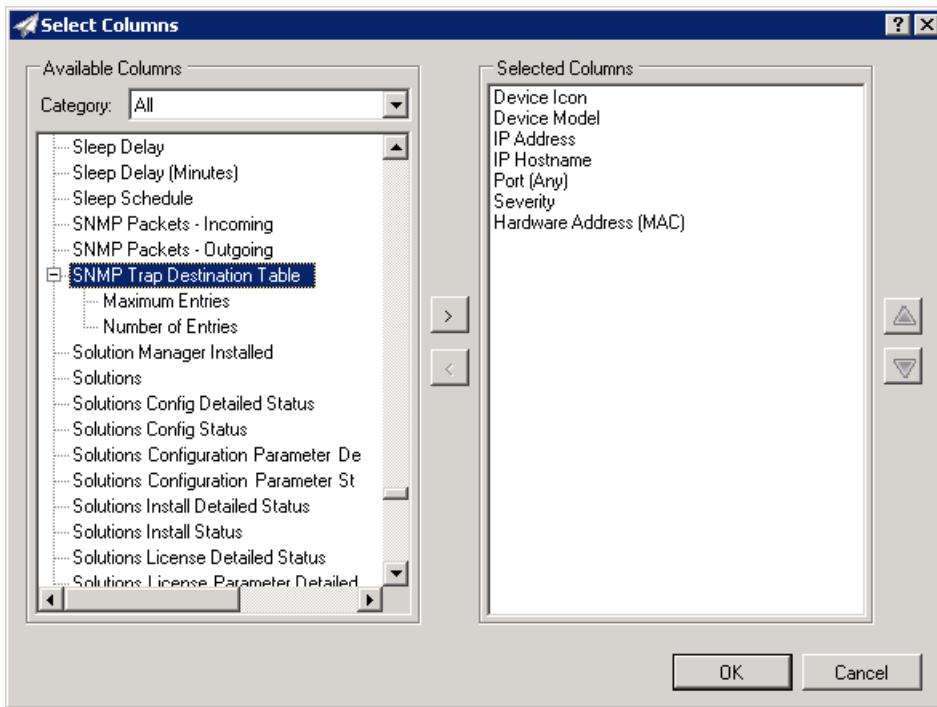 Select Columns
Available Columns
Category: All
Sleep Delay
Sleep Delay (Minutes)
Sleep Schedule
SNMP Packets - Incoming
SNMP Packets - Outgoing
SNMP Trap Destination Table
Maximum Entries
Number of Entries
Solution Manager Installed
Solutions
Solutions Config Detailed Status
Solutions Config Status
Solutions Configuration Parameter De
Solutions Configuration Parameter St
Solutions Install Detailed Status
Solutions Install Status
Solutions License Detailed Status
Solutions License Parameter Detailed
>
<
Selected Columns
Device Icon
Device Model
IP Address
IP Hostname
Port (Any)
Severity
Hardware Address (MAC)
OK
Cancel